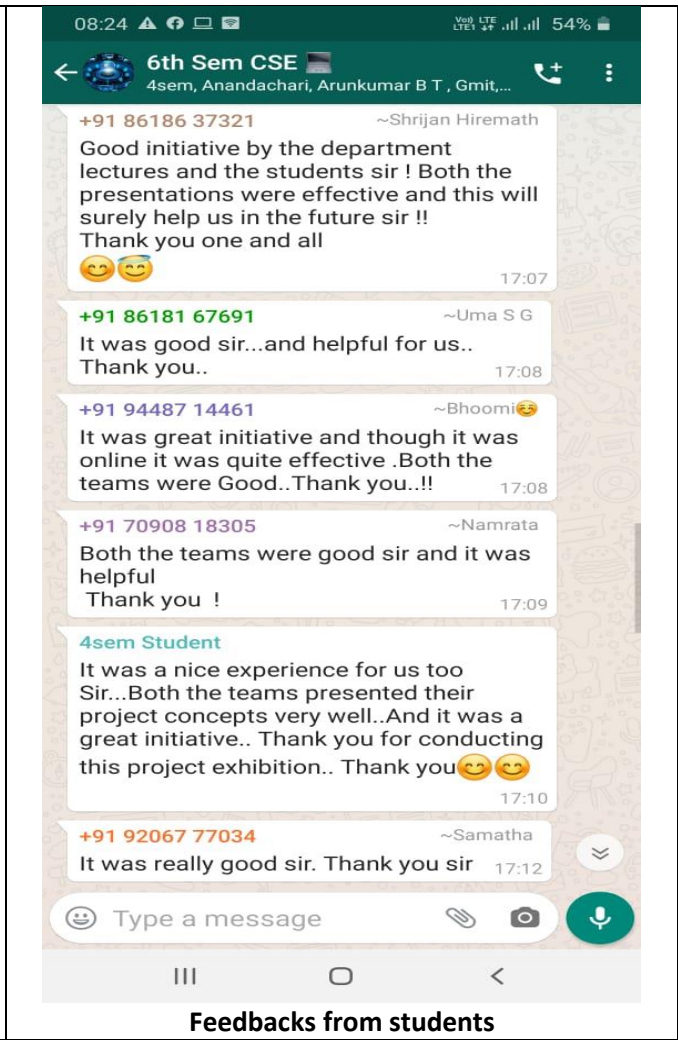 08:24 Vo)) LTE LTE1 54%
6th Sem CSE 💻
4sem, Anandachari, Arunkumar B T , Gmit,...
+91 86186 37321 ~Shrijan Hiremath
Good initiative by the department
lectures and the students sir ! Both the
presentations were effective and this will
surely help us in the future sir !!
Thank you one and all
😊😇
17:07
+91 86181 67691 ~Uma S G
It was good sir...and helpful for us..
Thank you..
17:08
+91 94487 14461 ~Bhoomi☺️
It was great initiative and though it was
online it was quite effective .Both the
teams were Good..Thank you..!!
17:08
+91 70908 18305 ~Namrata
Both the teams were good sir and it was
helpful
Thank you !
17:09
4sem Student
It was a nice experience for us too
Sir...Both the teams presented their
project concepts very well..And it was a
great initiative.. Thank you for conducting
this project exhibition.. Thank you😊😊
17:10
+91 92067 77034 ~Samatha
It was really good sir. Thank you sir 17:12
Type a message
Feedbacks from students